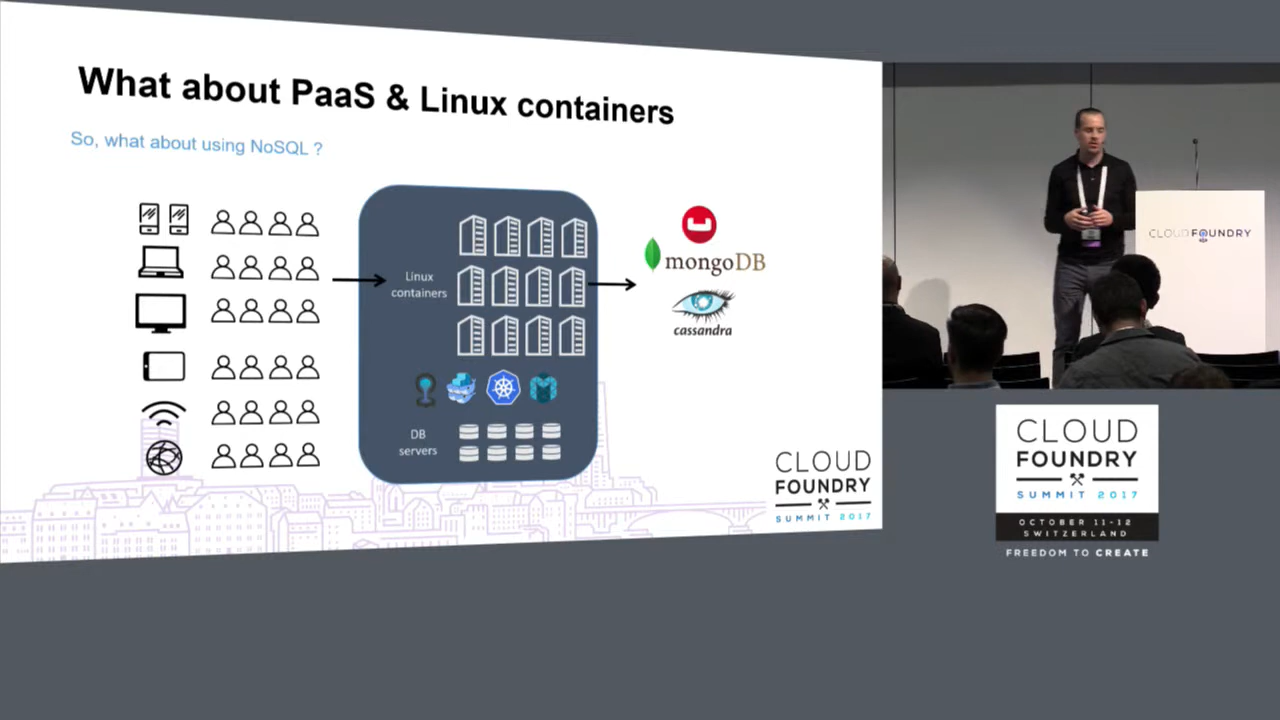 What about PaaS & Linux containers
So, what about using NoSQL ?
Linux
containers
DB
servers
mongoDB
cassandra
CLOUD
FOUNDRY
SUMMIT 2017
CLOUD FOUNDRY
CLOUD
FOUNDRY
SUMMIT 2017
OCTOBER 11-12
SWITZERLAND
FREEDOM TO CREATE